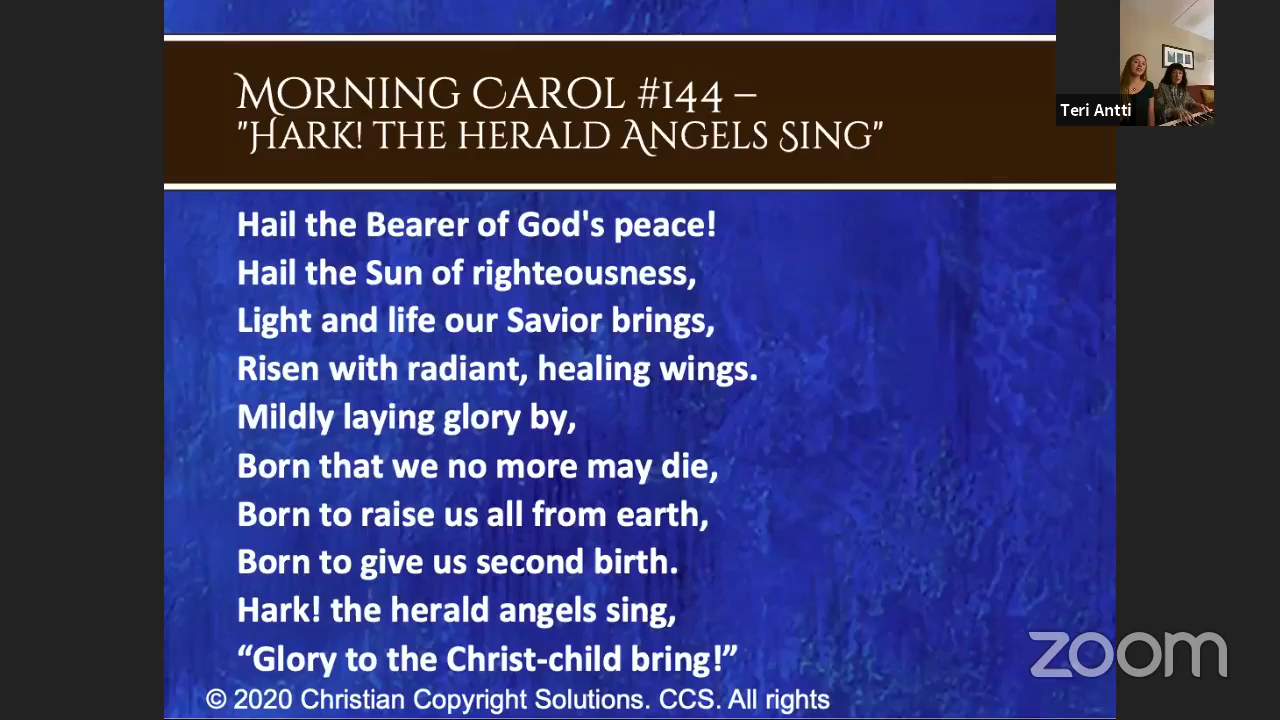 Morning Carol #144 –
"Hark! the herald Angels Sing"
Teri Antti
Hail the Bearer of God's peace!
Hail the Sun of righteousness,
Light and life our Savior brings,
Risen with radiant, healing wings.
Mildly laying glory by,
Born that we no more may die,
Born to raise us all from earth,
Born to give us second birth.
Hark! the herald angels sing,
“Glory to the Christ-child bring!”
© 2020 Christian Copyright Solutions. CCS. All rights
zoom